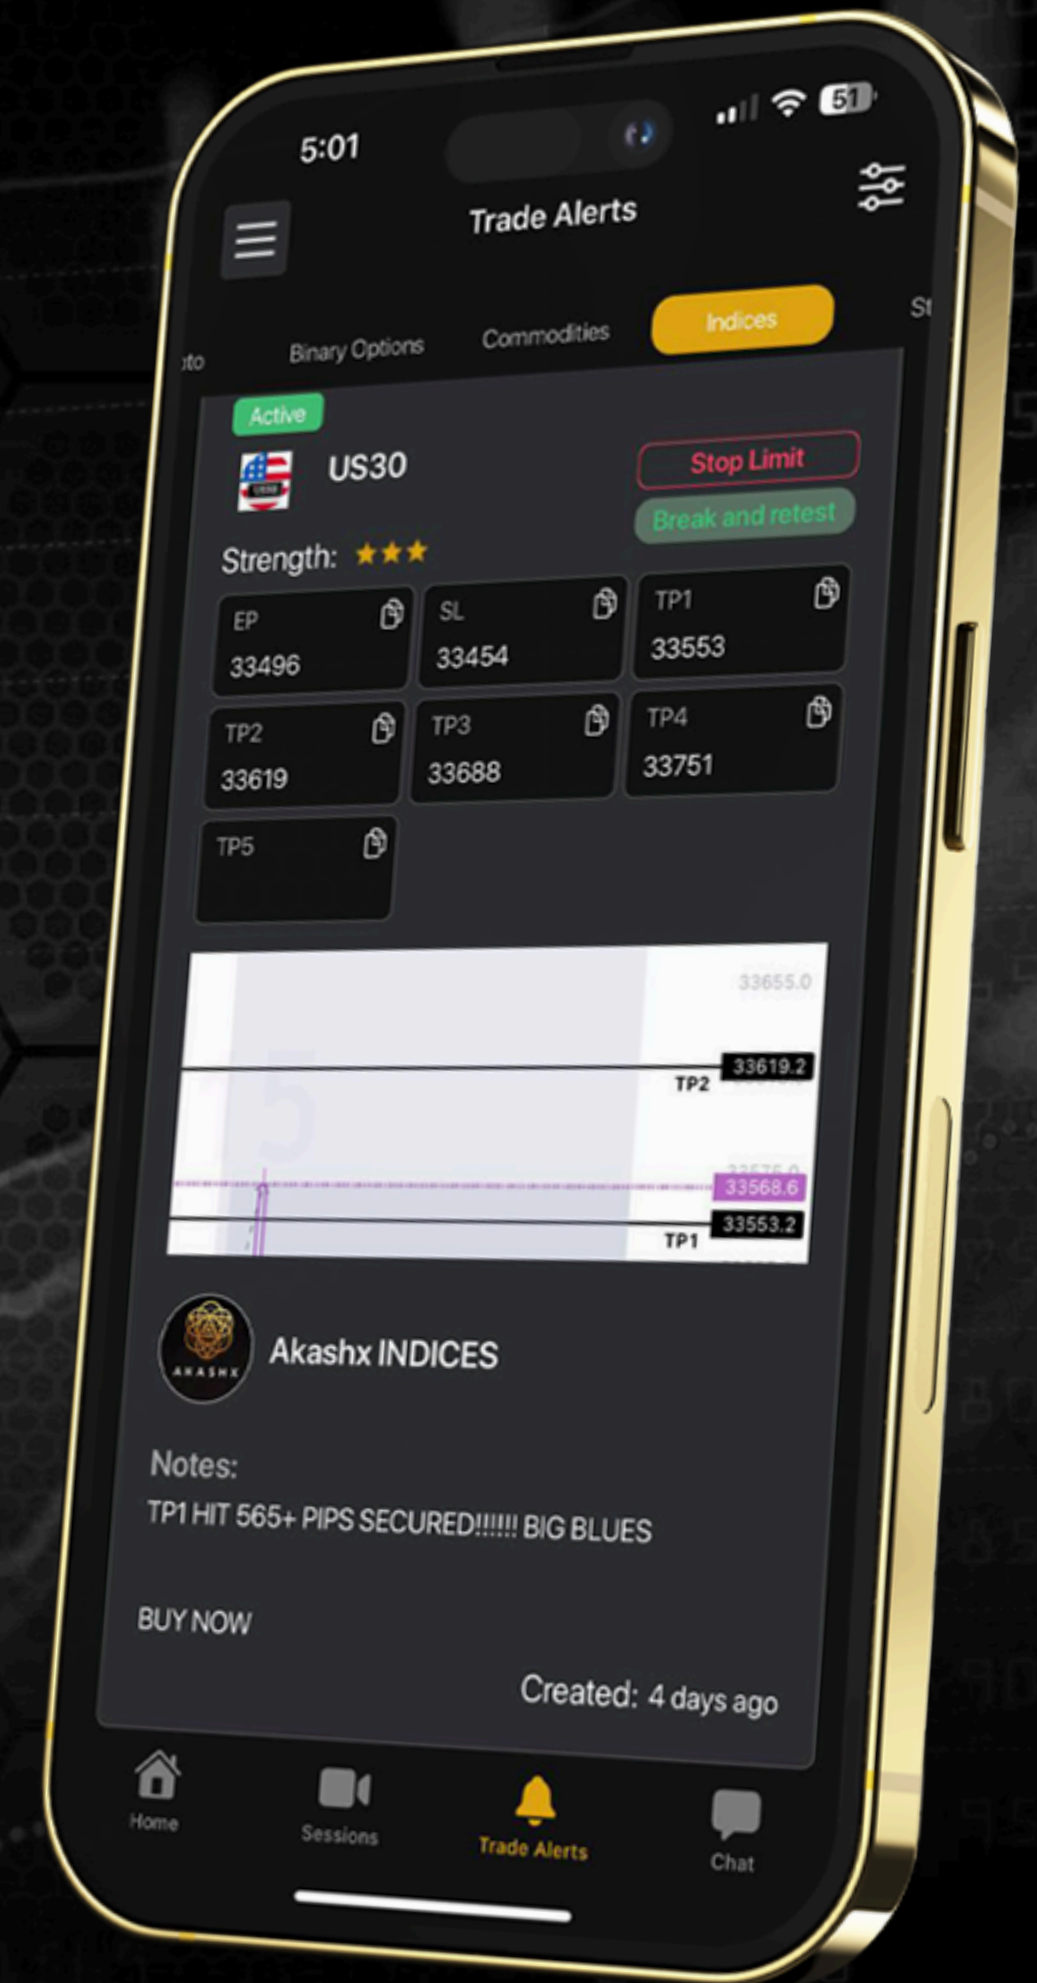 5:01
51
Trade Alerts
Binary Options
Commodities
Indices
St
Active
US30
Stop Limit
Break and retest
Strength:
EP
SL
TP1
33496
33454
33553
TP2
TP3
TP4
33619
33688
33751
TP5
33655.0
33619.2
TP2
33568.6
33553.2
TP1
AKASHX
Akashx INDICES
Notes:
TP1 HIT 565+ PIPS SECURED!!!!!! BIG BLUES
BUY NOW
Created: 4 days ago
Home
Sessions
Trade Alerts
Chat